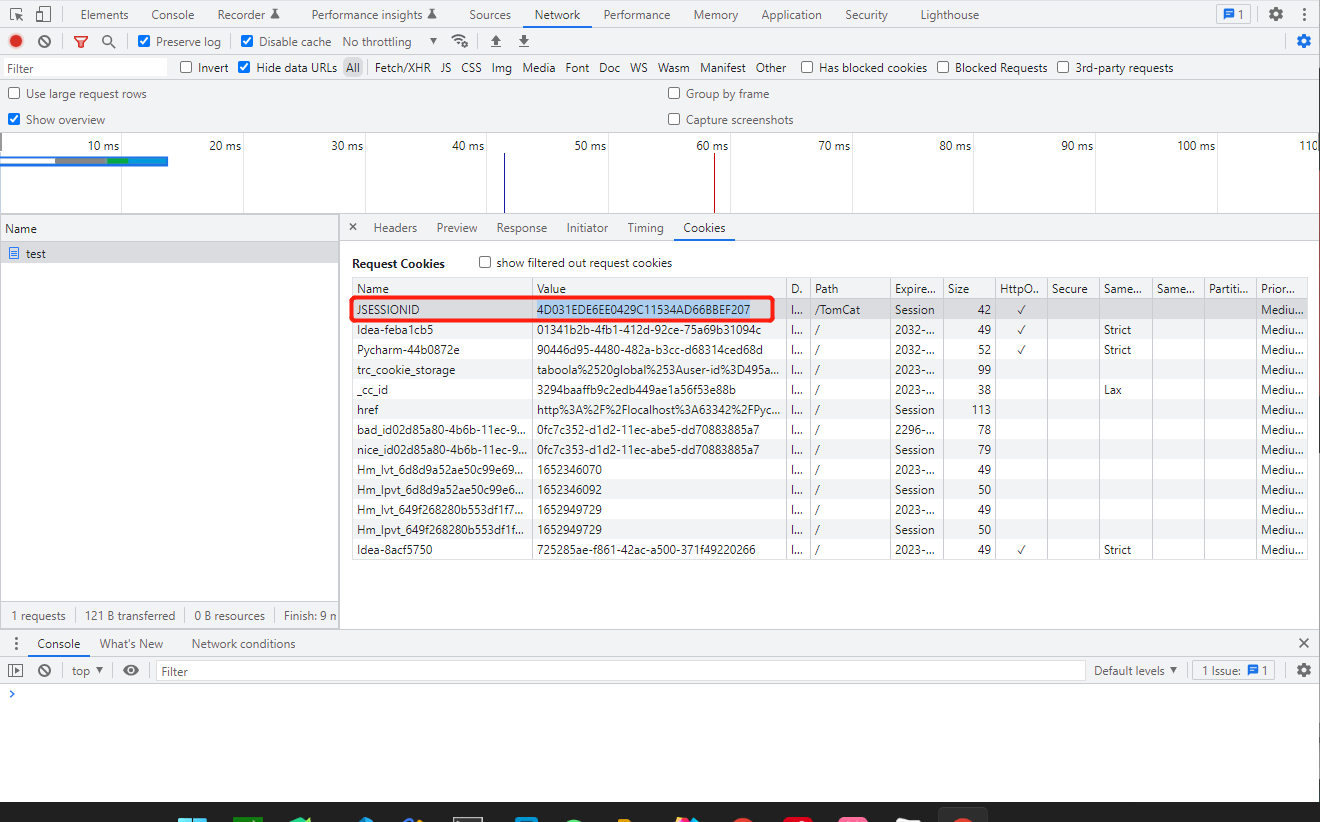 Elements Console Recorder Performance insights Sources Network Performance Memory Application Security Lighthouse 1
Preserve log Disable cache No throttling
Filter Invert Hide data URLs All Fetch/XHR JS CSS Img Media Font Doc WS Wasm Manifest Other Has blocked cookies Blocked Requests 3rd-party requests
Use large request rows Group by frame
Show overview Capture screenshots
10 ms 20 ms 30 ms 40 ms 50 ms 60 ms 70 ms 80 ms 90 ms 100 ms 110
Name × Headers Preview Response Initiator Timing Cookies
test
Request Cookies show filtered out request cookies
Name Value D. Path Expire... Size HttpO.. Secure Same... Same... Partiti... Prior...
JSESSIONID 4D031EDE6EE0429C11534AD66BBEF207 l... /TomCat Session 42 ✓ Mediu...
Idea-feba1cb5 01341b2b-4fb1-412d-92ce-75a69b31094c l... / 2032-... 49 ✓ Strict Mediu...
Pycharm-44b0872e 90446d95-4480-482a-b3cc-d68314ced68d l... / 2032-... 52 ✓ Strict Mediu...
trc_cookie_storage taboola%2520global%253Auser-id%3D495a... l... / 2023-... 99 Mediu...
_cc_id 3294baaffb9c2edb449ae1a56f53e88b l... / 2023-... 38 Lax Mediu...
href http%3A%2F%2Flocalhost%3A63342%2FPyc... l... / Session 113 Mediu...
bad_id02d85a80-4b6b-11ec-9... 0fc7c352-d1d2-11ec-abe5-dd70883885a7 l... / 2296-... 78 Mediu...
nice_id02d85a80-4b6b-11ec-9... 0fc7c353-d1d2-11ec-abe5-dd70883885a7 l... / Session 79 Mediu...
Hm_lvt_6d8d9a52ae50c99e69... 1652346070 l... / 2023-... 49 Mediu...
Hm_lpvt_6d8d9a52ae50c99e6... 1652346092 l... / Session 50 Mediu...
Hm_lvt_649f268280b553df1f7... 1652949729 l... / 2023-... 49 Mediu...
Hm_lpvt_649f268280b553df1f... 1652949729 l... / Session 50 Mediu...
Idea-8acf5750 725285ae-f861-42ac-a500-371f49220266 l... / 2023-... 49 ✓ Strict Mediu...
1 requests 121 B transferred 0 B resources Finish: 9 n
Console What's New Network conditions
top Filter Default levels 1 Issue: 1